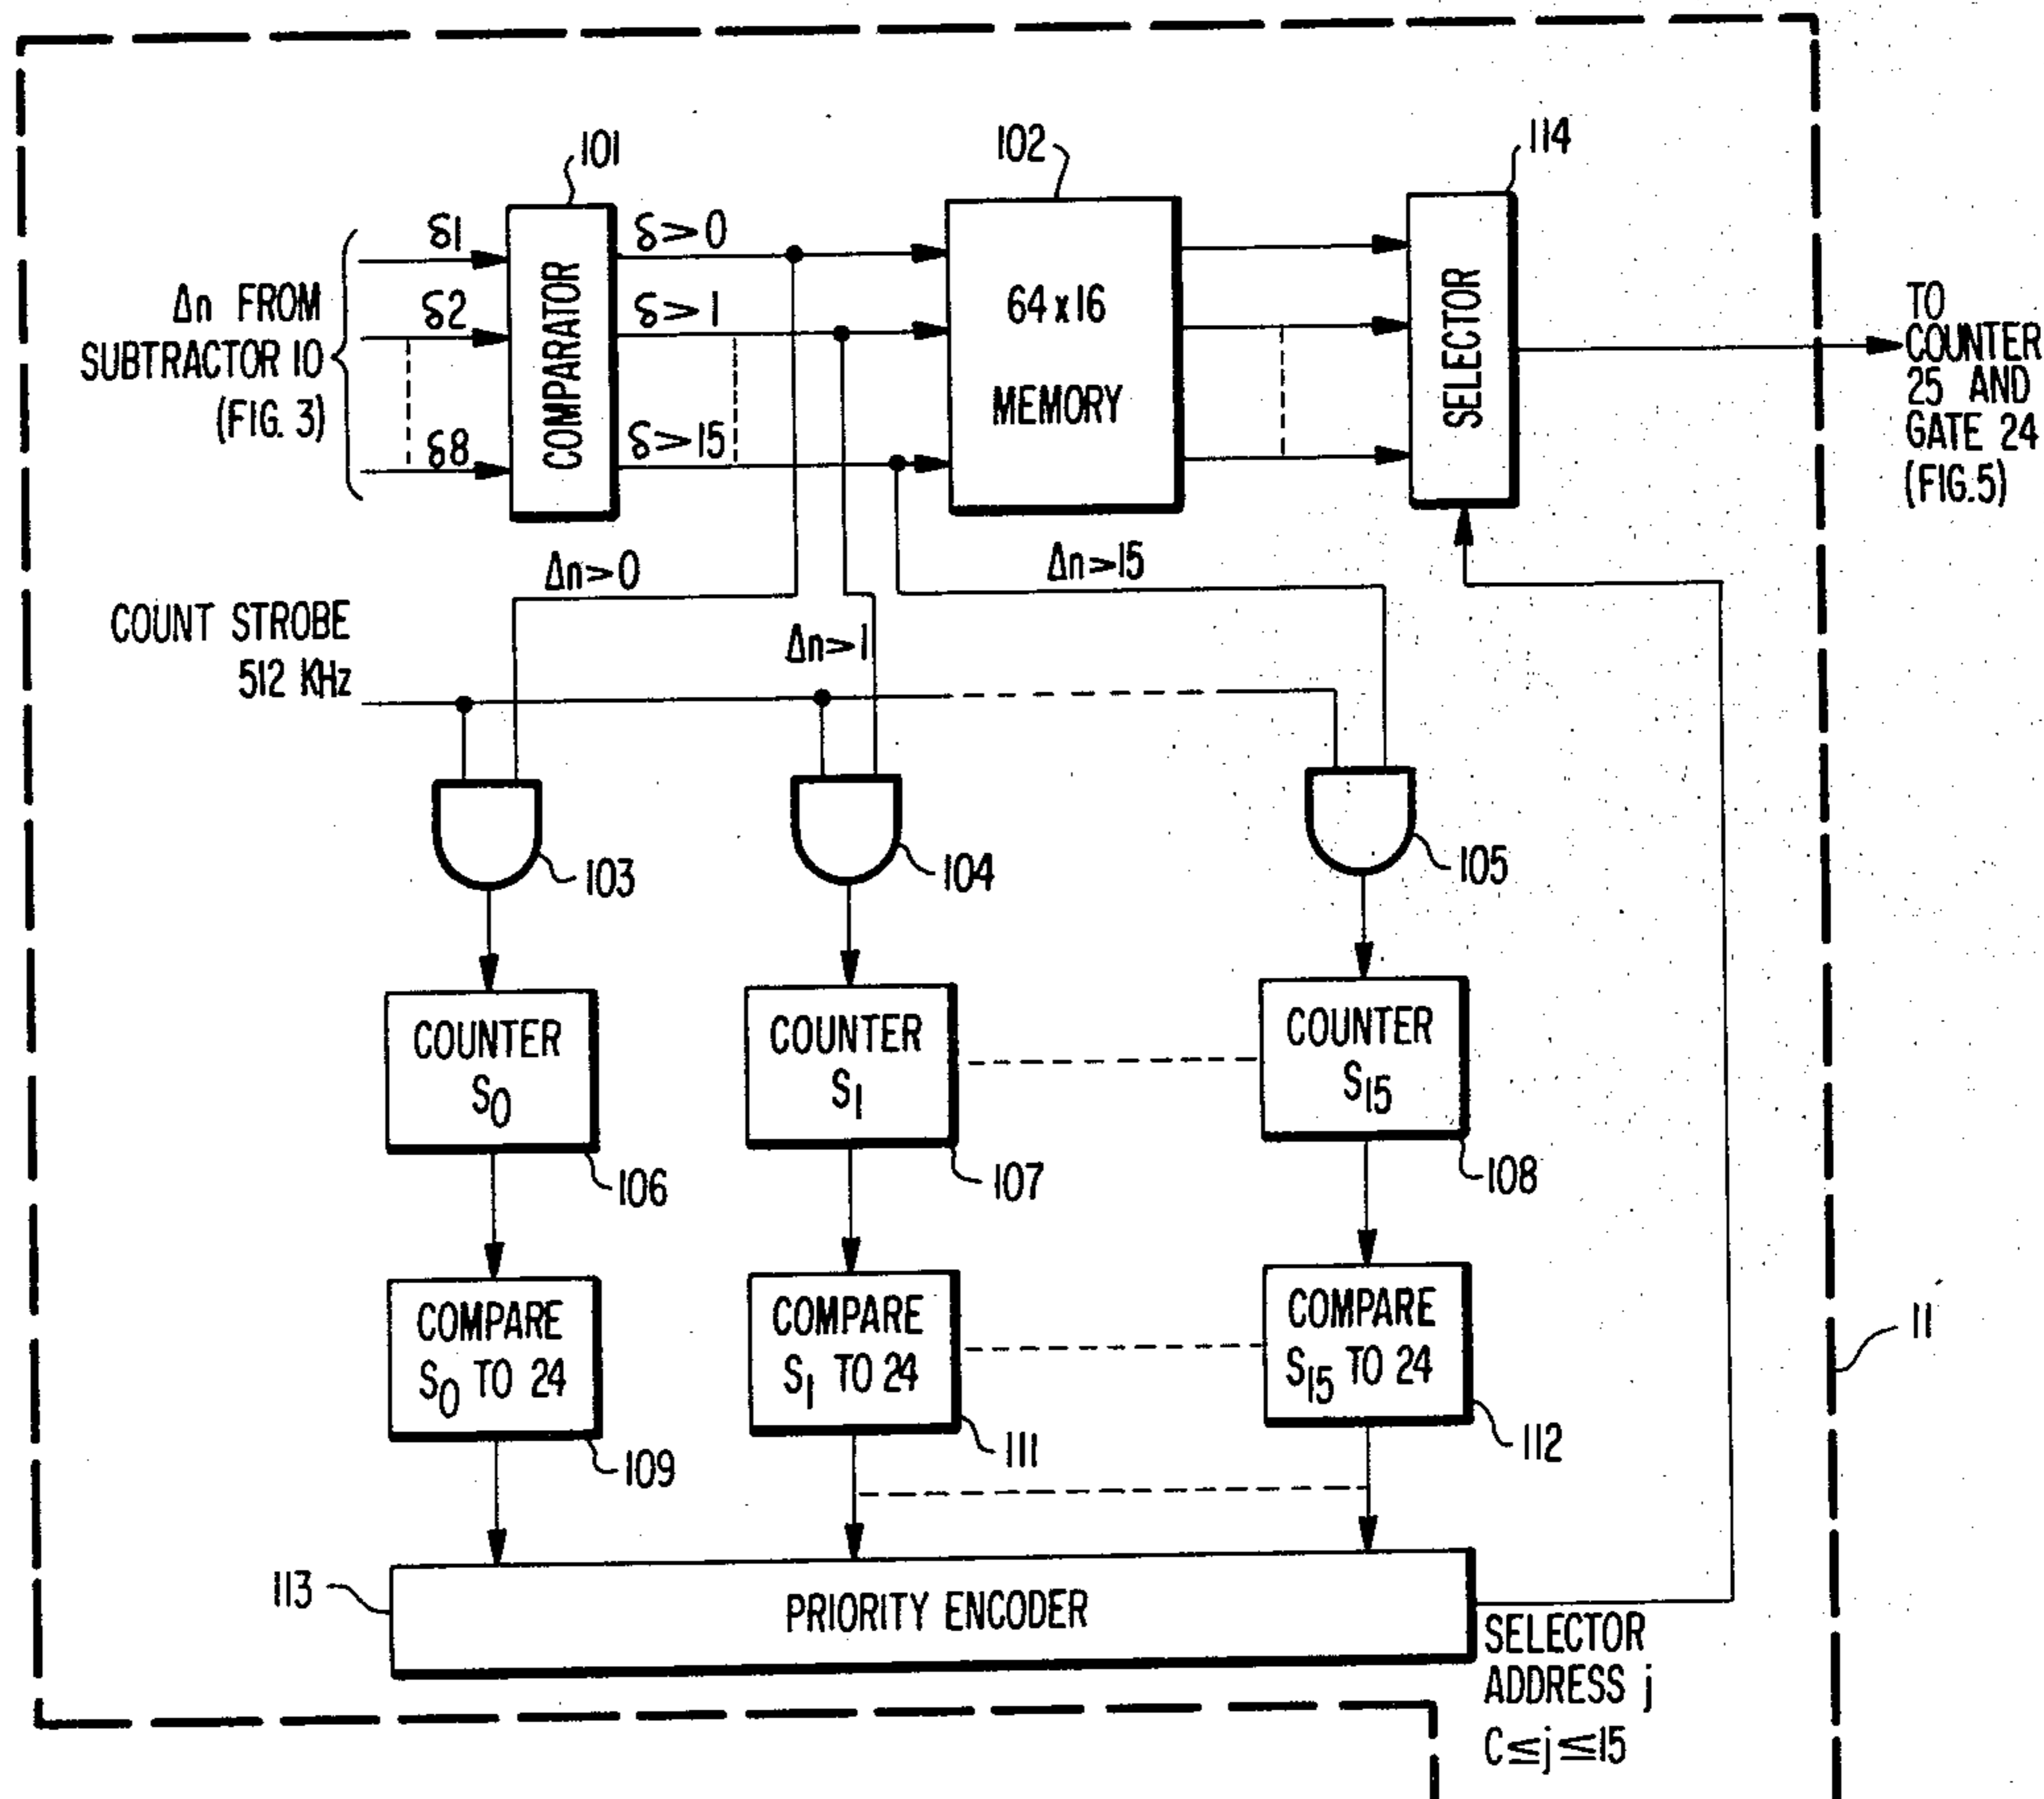 101
102
114
Δn FROM
SUBTRACTOR 10
(FIG. 3)
δ1
δ2
δ8
COMPARATOR
δ>0
δ>1
δ>15
64x16
MEMORY
SELECTOR
TO
COUNTER
25 AND
GATE 24
(FIG.5)
Δn>0
Δn>1
Δn>15
COUNT STROBE
512 KHz
103
104
105
COUNTER
S0
COUNTER
S1
COUNTER
S15
106
107
108
COMPARE
S0 TO 24
COMPARE
S1 TO 24
COMPARE
S15 TO 24
109
111
112
11
113
PRIORITY ENCODER
SELECTOR
ADDRESS j
C≤j≤15